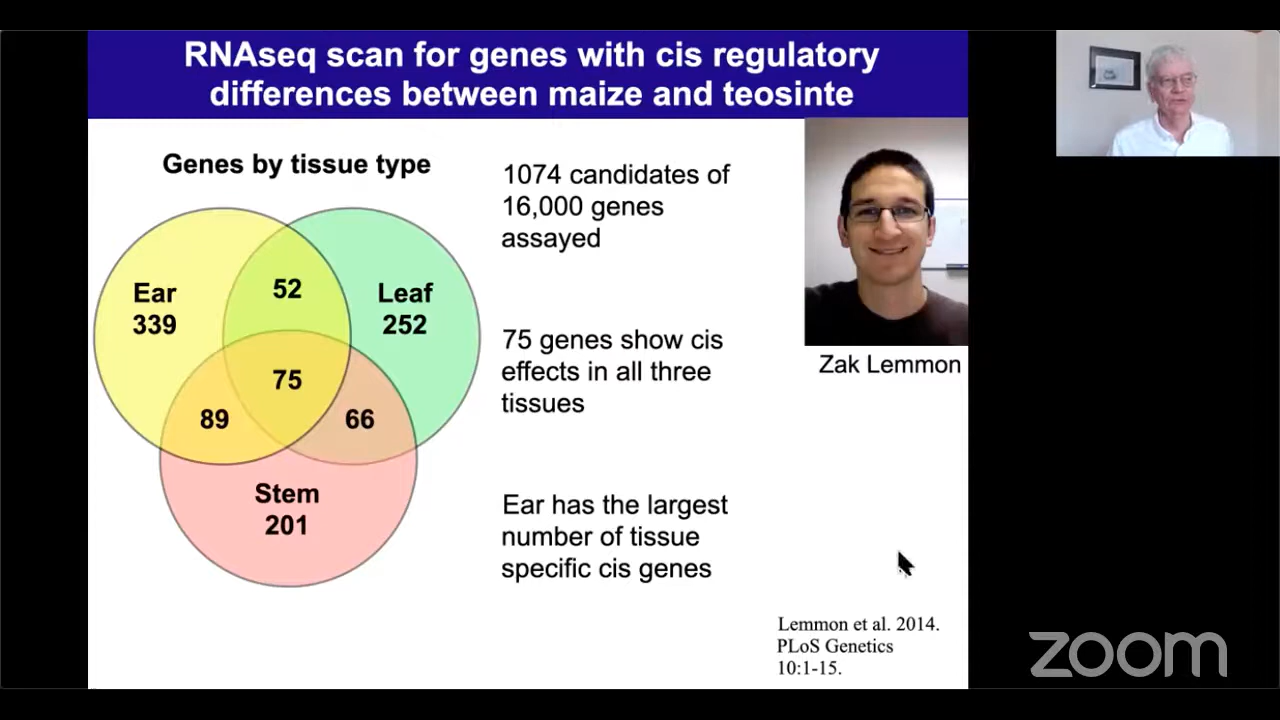 RNAseq scan for genes with cis regulatory
differences between maize and teosinte
Genes by tissue type
Ear
339
52
Leaf
252
75
89
66
Stem
201
1074 candidates of
16,000 genes
assayed
75 genes show cis
effects in all three
tissues
Ear has the largest
number of tissue
specific cis genes
Zak Lemmon
Lemmon et al. 2014.
PLoS Genetics
10:1-15.
zoom